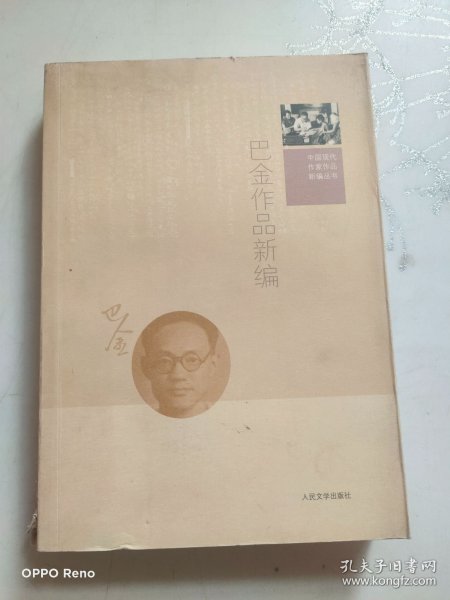 中国现代
作家作品
新编丛书
巴金作品新编
巴金
人民文学出版社
OPPO Reno
孔夫子旧书网
www.kongfz.com